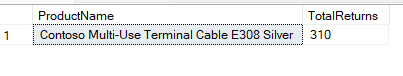 ProductName TotalReturns
1 Contoso Multi-Use Terminal Cable E308 Silver 310